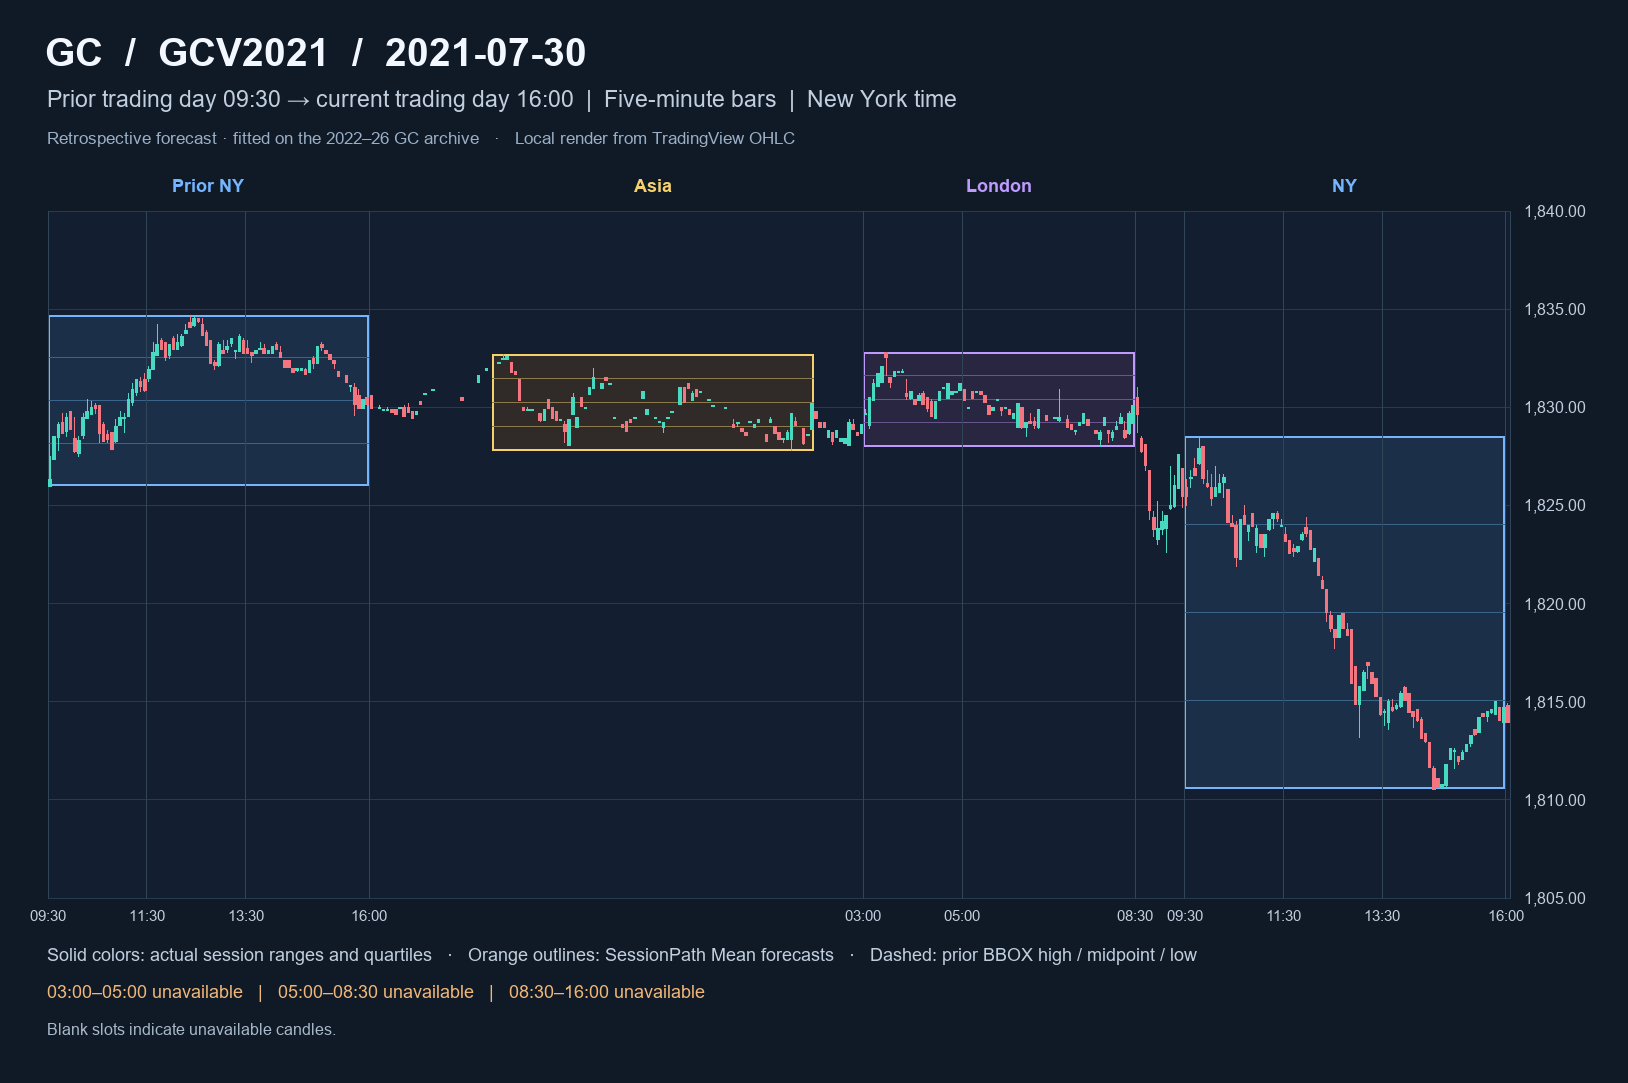 GC / GCV2021 / 2021-07-30
Prior trading day 09:30 → current trading day 16:00 | Five-minute bars | New York time
Retrospective forecast · fitted on the 2022–26 GC archive · Local render from TradingView OHLC
Prior NY Asia London NY
1,840.00
1,835.00
1,830.00
1,825.00
1,820.00
1,815.00
1,810.00
1,805.00
09:30 11:30 13:30 16:00 03:00 05:00 08:30 09:30 11:30 13:30 16:00
Solid colors: actual session ranges and quartiles · Orange outlines: SessionPath Mean forecasts · Dashed: prior BBOX high / midpoint / low
03:00–05:00 unavailable | 05:00–08:30 unavailable | 08:30–16:00 unavailable
Blank slots indicate unavailable candles.